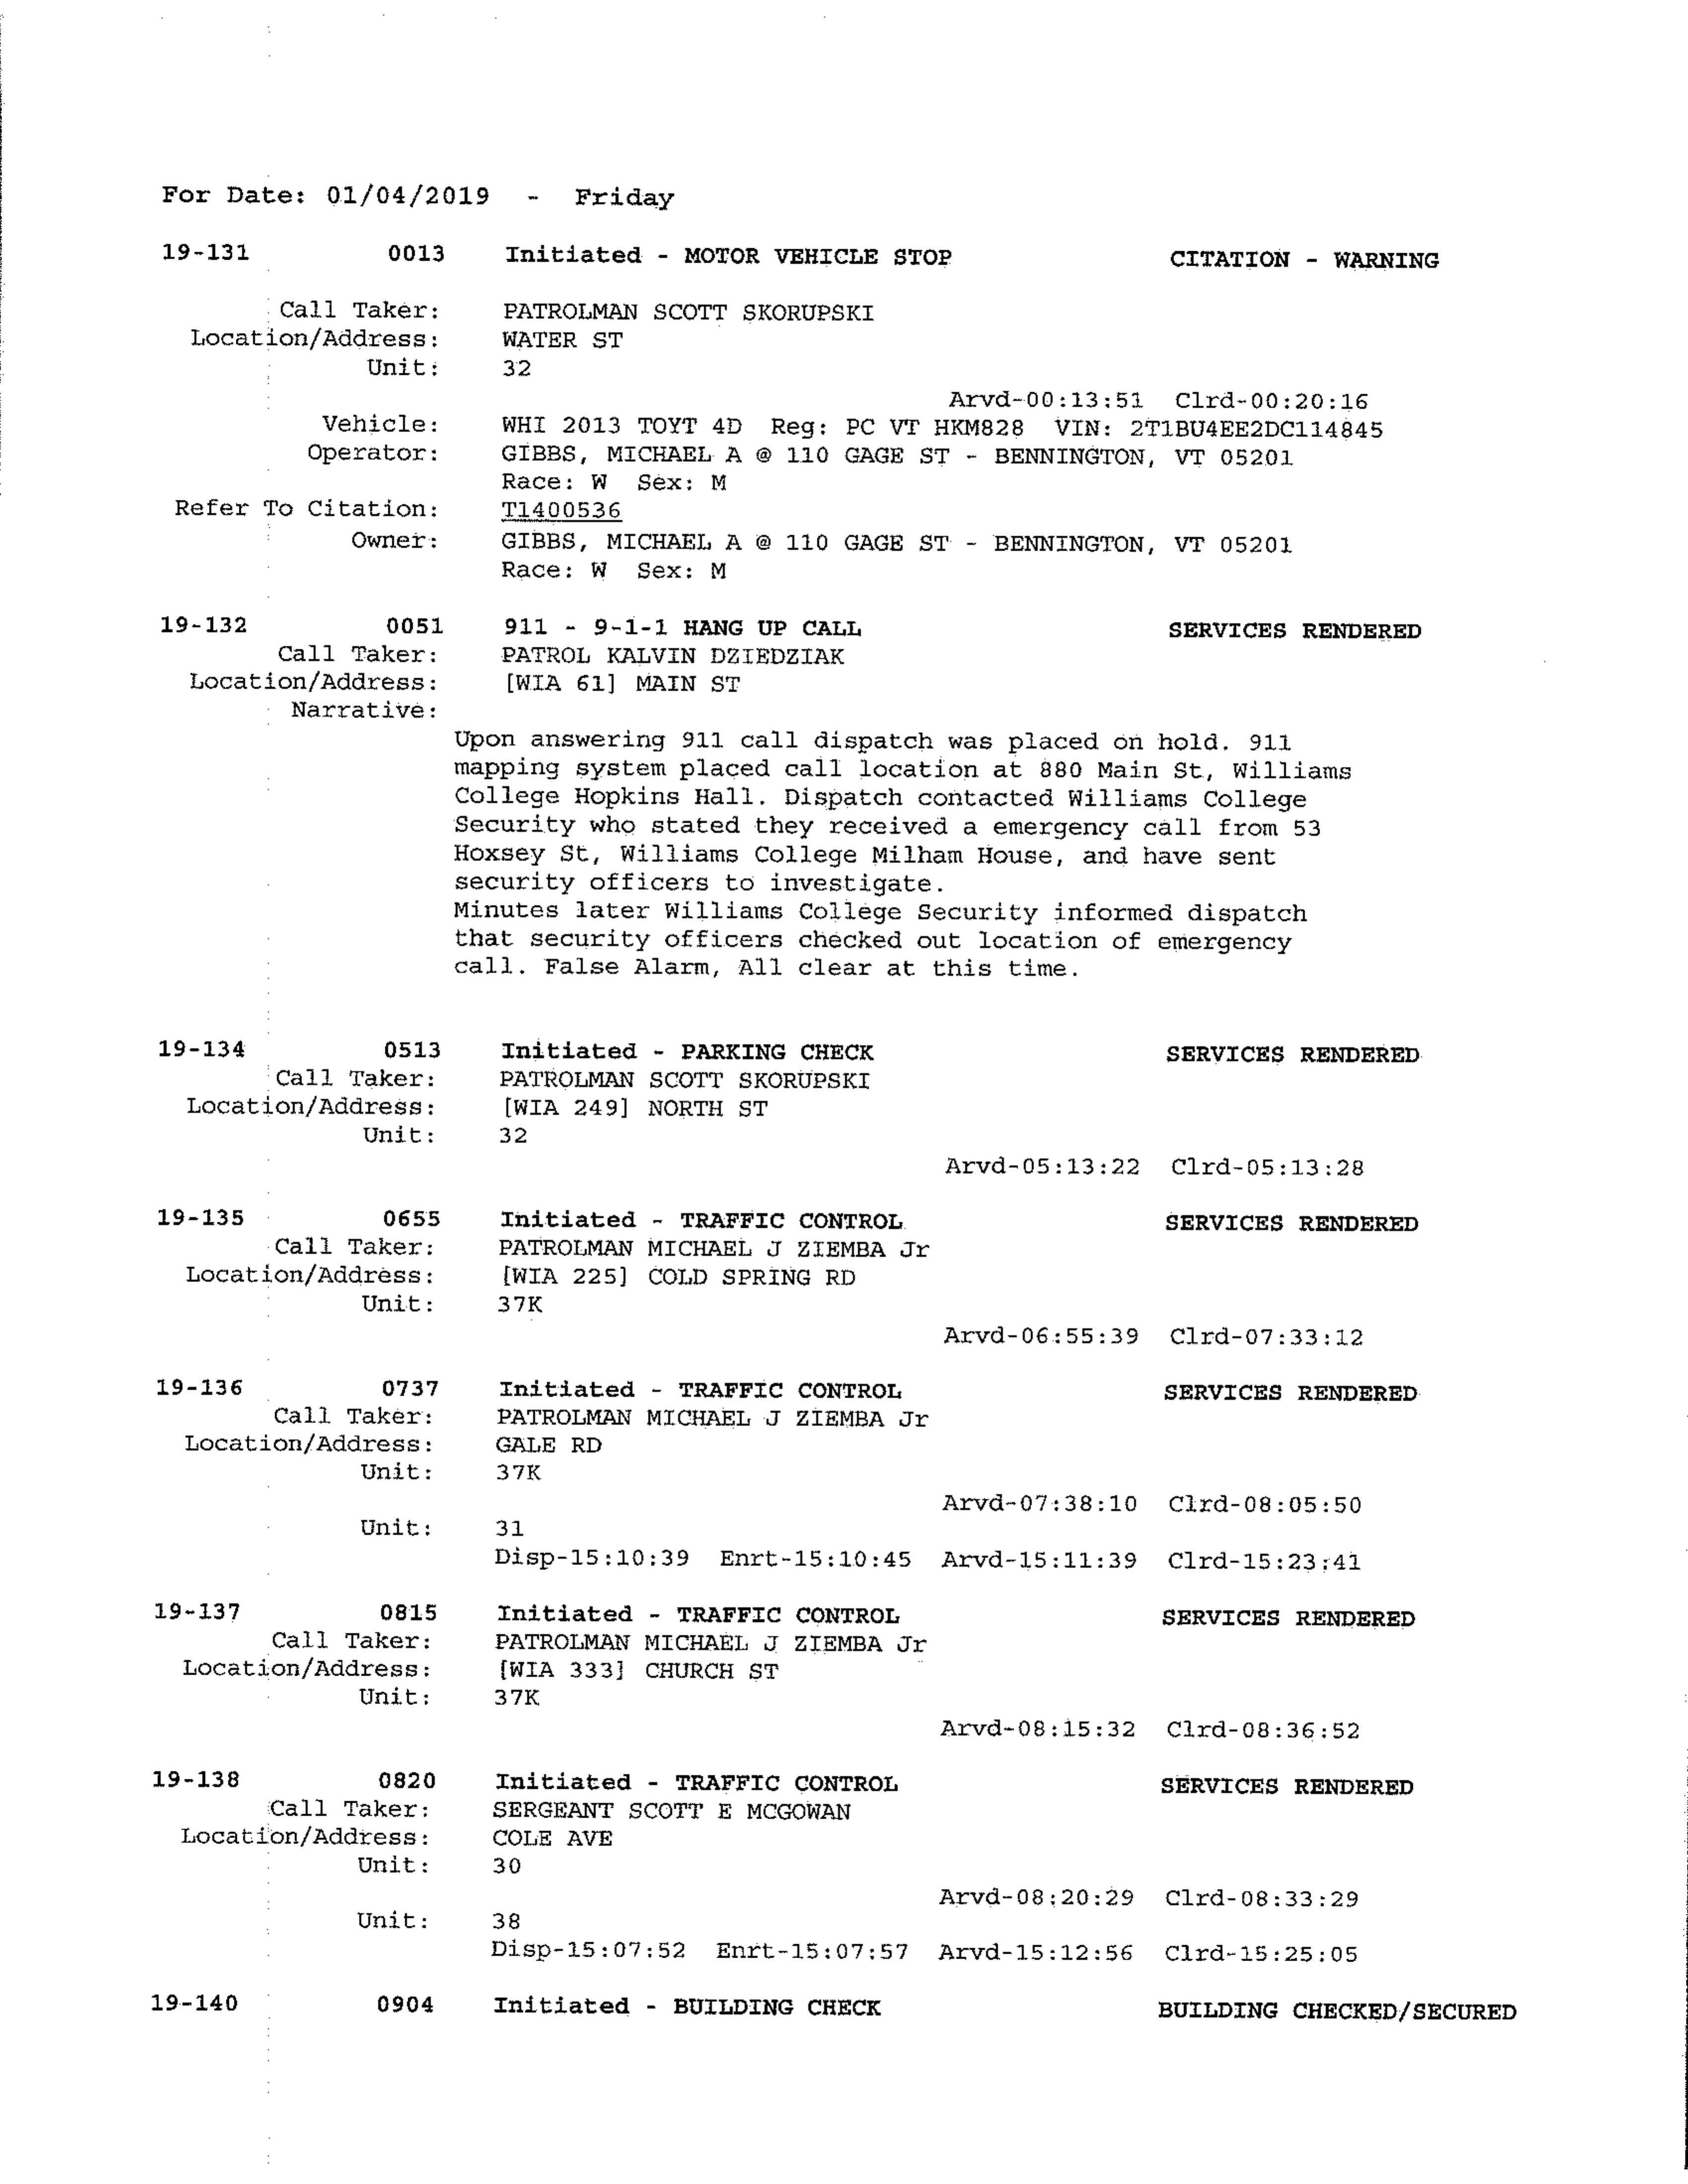 For Date: 01/04/2019 - Friday
19-131 0013 Initiated - MOTOR VEHICLE STOP CITATION - WARNING
Call Taker: PATROLMAN SCOTT SKORUPSKI
Location/Address: WATER ST
Unit: 32
Arvd-00:13:51 Clrd-00:20:16
Vehicle: WHI 2013 TOYT 4D Reg: PC VT HKM828 VIN: 2T1BU4EE2DC114845
Operator: GIBBS, MICHAEL A @ 110 GAGE ST - BENNINGTON, VT 05201
Race: W Sex: M
Refer To Citation: T1400536
Owner: GIBBS, MICHAEL A @ 110 GAGE ST - BENNINGTON, VT 05201
Race: W Sex: M
19-132 0051 911 - 9-1-1 HANG UP CALL SERVICES RENDERED
Call Taker: PATROL KALVIN DZIEDZIAK
Location/Address: [WIA 61] MAIN ST
Narrative:
Upon answering 911 call dispatch was placed on hold. 911
mapping system placed call location at 880 Main St, Williams
College Hopkins Hall. Dispatch contacted Williams College
Security who stated they received a emergency call from 53
Hoxsey St, Williams College Milham House, and have sent
security officers to investigate.
Minutes later Williams College Security informed dispatch
that security officers checked out location of emergency
call. False Alarm, All clear at this time.
19-134 0513 Initiated - PARKING CHECK SERVICES RENDERED
Call Taker: PATROLMAN SCOTT SKORUPSKI
Location/Address: [WIA 249] NORTH ST
Unit: 32
Arvd-05:13:22 Clrd-05:13:28
19-135 0655 Initiated - TRAFFIC CONTROL SERVICES RENDERED
Call Taker: PATROLMAN MICHAEL J ZIEMBA Jr
Location/Address: [WIA 225] COLD SPRING RD
Unit: 37K
Arvd-06:55:39 Clrd-07:33:12
19-136 0737 Initiated - TRAFFIC CONTROL SERVICES RENDERED
Call Taker: PATROLMAN MICHAEL J ZIEMBA Jr
Location/Address: GALE RD
Unit: 37K
Arvd-07:38:10 Clrd-08:05:50
Unit: 31
Disp-15:10:39 Enrt-15:10:45 Arvd-15:11:39 Clrd-15:23:41
19-137 0815 Initiated - TRAFFIC CONTROL SERVICES RENDERED
Call Taker: PATROLMAN MICHAEL J ZIEMBA Jr
Location/Address: [WIA 333] CHURCH ST
Unit: 37K
Arvd-08:15:32 Clrd-08:36:52
19-138 0820 Initiated - TRAFFIC CONTROL SERVICES RENDERED
Call Taker: SERGEANT SCOTT E MCGOWAN
Location/Address: COLE AVE
Unit: 30
Arvd-08:20:29 Clrd-08:33:29
Unit: 38
Disp-15:07:52 Enrt-15:07:57 Arvd-15:12:56 Clrd-15:25:05
19-140 0904 Initiated - BUILDING CHECK BUILDING CHECKED/SECURED